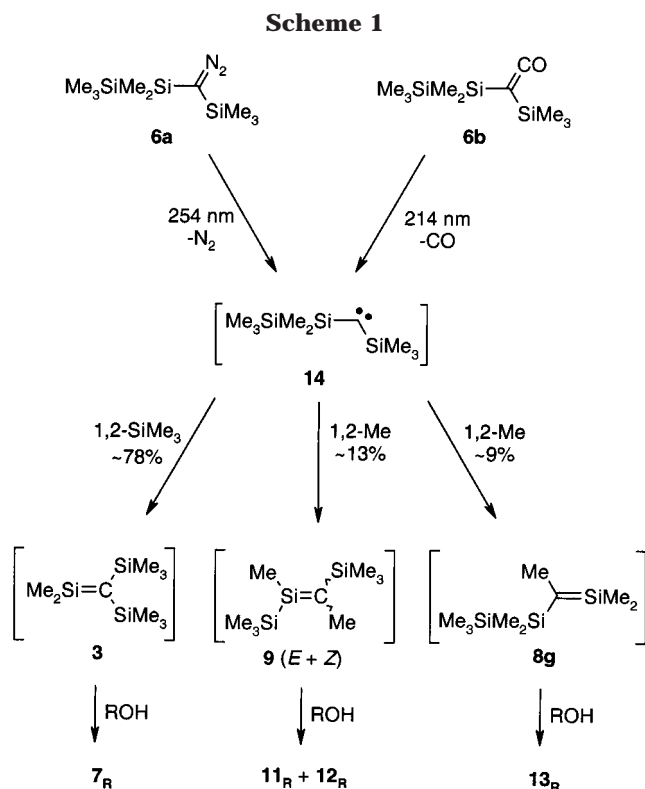 Scheme 1
N2
Me3SiMe2Si
SiMe3
6a
CO
Me3SiMe2Si
SiMe3
6b
254 nm
-N2
214 nm
-CO
Me3SiMe2Si
SiMe3
14
1,2-SiMe3
~78%
1,2-Me
~13%
1,2-Me
~9%
Me2Si=C
SiMe3
SiMe3
3
Me
SiMe3
Si=C
Me3Si
Me
9 (E + Z)
Me
SiMe2
Me3SiMe2Si
8g
ROH
ROH
ROH
7R
11R + 12R
13R